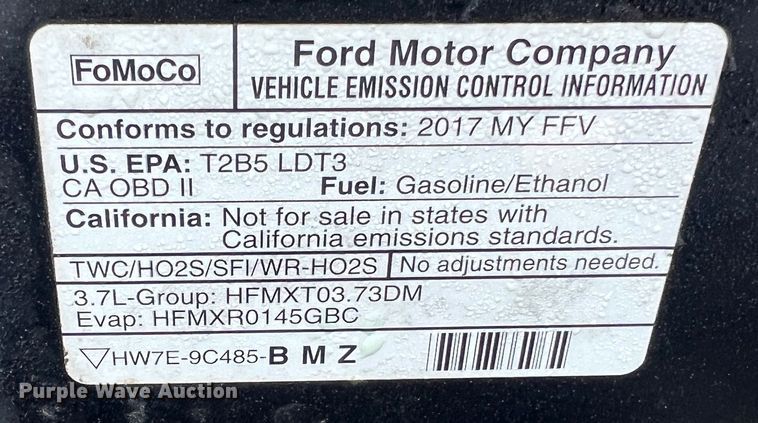 FoMoCo
Ford Motor Company
VEHICLE EMISSION CONTROL INFORMATION
Conforms to regulations: 2017 MY FFV
U.S. EPA: T2B5 LDT3
CA OBD II Fuel: Gasoline/Ethanol
California: Not for sale in states with
California emissions standards.
TWC/HO2S/SFI/WR-HO2S No adjustments needed.
3.7L-Group: HFMXT03.73DM
Evap: HFMXR0145GBC
HW7E-9C485-B M Z
Purple Wave Auction